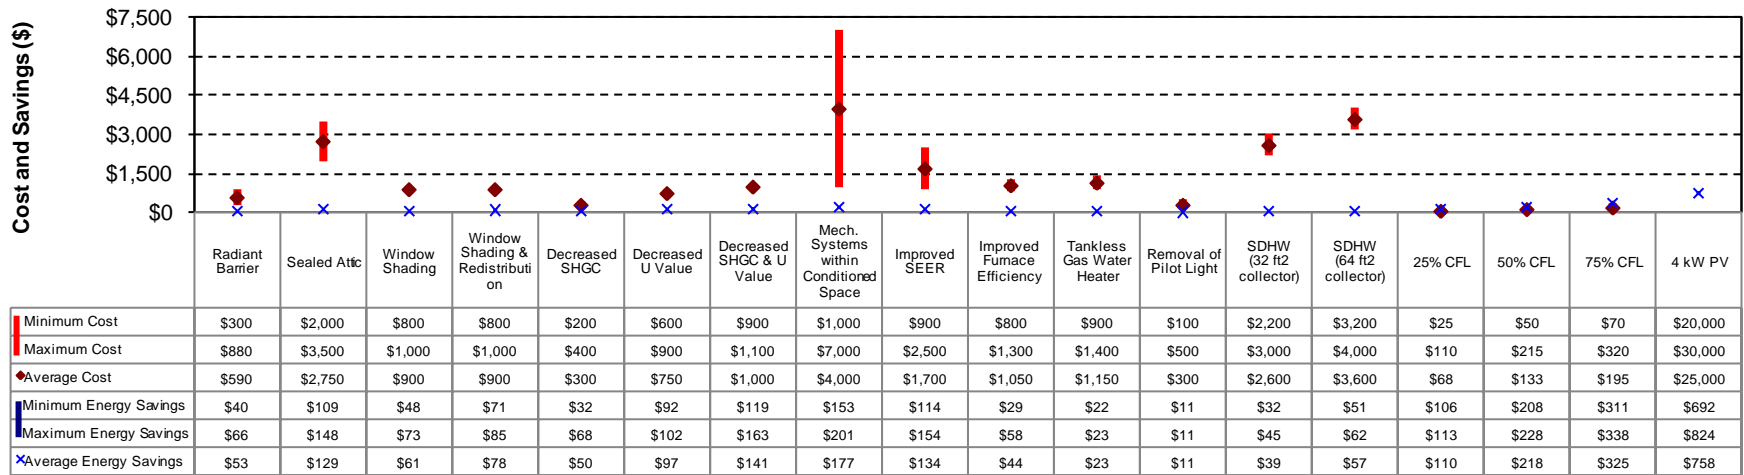 Cost and Savings ($)
$7,500
$6,000
$4,500
$3,000
$1,500
$0
Radiant
Barrier
Sealed Attic
Window
Shading
Window
Shading &
Redistributi
on
Decreased
SHGC
Decreased
U Value
Decreased
SHGC & U
Value
Mech.
Systems
within
Conditioned
Space
Improved
SEER
Improved
Furnace
Efficiency
Tankless
Gas Water
Heater
Removal of
Pilot Light
SDHW
(32 ft2
collector)
SDHW
(64 ft2
collector)
25% CFL
50% CFL
75% CFL
4 kW PV
Minimum Cost $300 $2,000 $800 $800 $200 $600 $900 $1,000 $900 $800 $900 $100 $2,200 $3,200 $25 $50 $70 $20,000
Maximum Cost $880 $3,500 $1,000 $1,000 $400 $900 $1,100 $7,000 $2,500 $1,300 $1,400 $500 $3,000 $4,000 $110 $215 $320 $30,000
Average Cost $590 $2,750 $900 $900 $300 $750 $1,000 $4,000 $1,700 $1,050 $1,150 $300 $2,600 $3,600 $68 $133 $195 $25,000
Minimum Energy Savings $40 $109 $48 $71 $32 $92 $119 $153 $114 $29 $22 $11 $32 $51 $106 $208 $311 $692
Maximum Energy Savings $66 $148 $73 $85 $68 $102 $163 $201 $154 $58 $23 $11 $45 $62 $113 $228 $338 $824
Average Energy Savings $53 $129 $61 $78 $50 $97 $141 $177 $134 $44 $23 $11 $39 $57 $110 $218 $325 $758